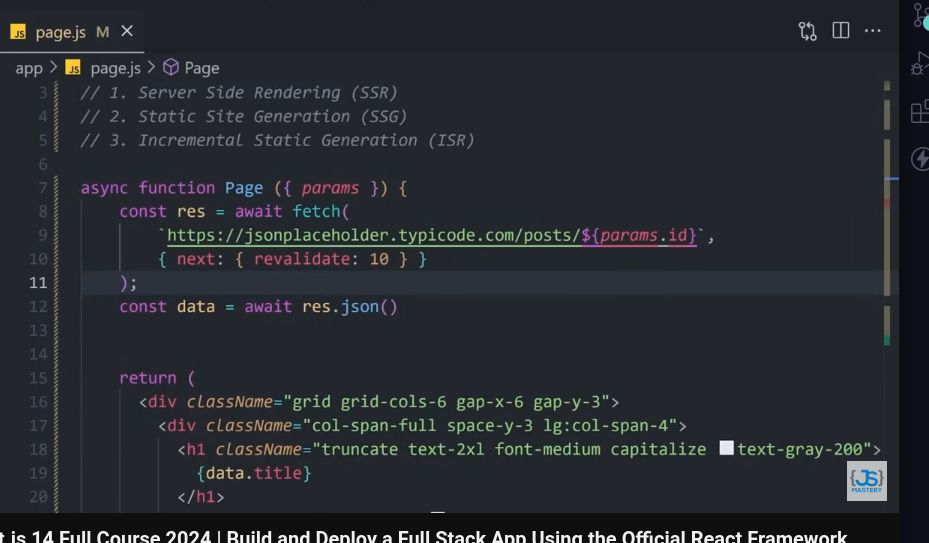 JS page.js M
app > JS page.js > Page
3 // 1. Server Side Rendering (SSR)
4 // 2. Static Site Generation (SSG)
5 // 3. Incremental Static Generation (ISR)
6
7 async function Page ({ params }) {
8 const res = await fetch(
9 `https://jsonplaceholder.typicode.com/posts/${params.id}`,
10 { next: { revalidate: 10 } }
11 );
12 const data = await res.json()
13
14
15 return (
16 <div className="grid grid-cols-6 gap-x-6 gap-y-3">
17 <div className="col-span-full space-y-3 lg:col-span-4">
18 <h1 className="truncate text-2xl font-medium capitalize text-gray-200">
19 {data.title}
20 </h1>
{JS}
MASTERY
t is 14 Full Course 2024 | Build and Deploy a Full Stack App Using the Official React Framework